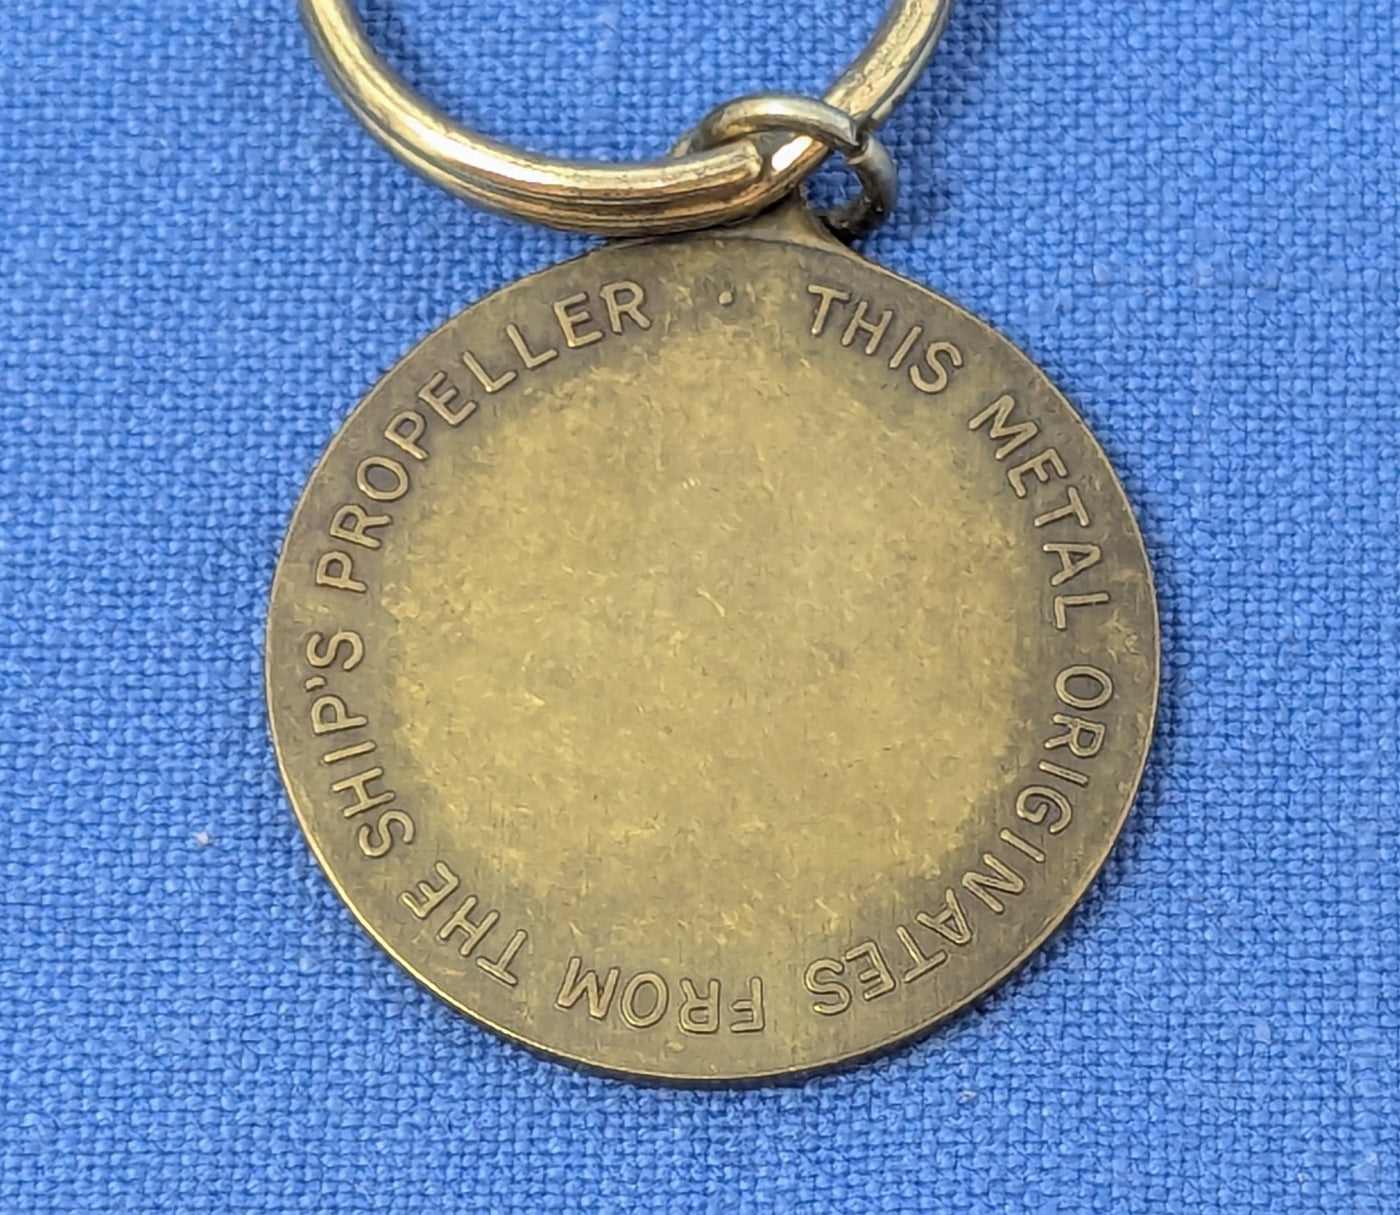 · THIS METAL ORIGINATES FROM THE SHIP'S PROPELLER